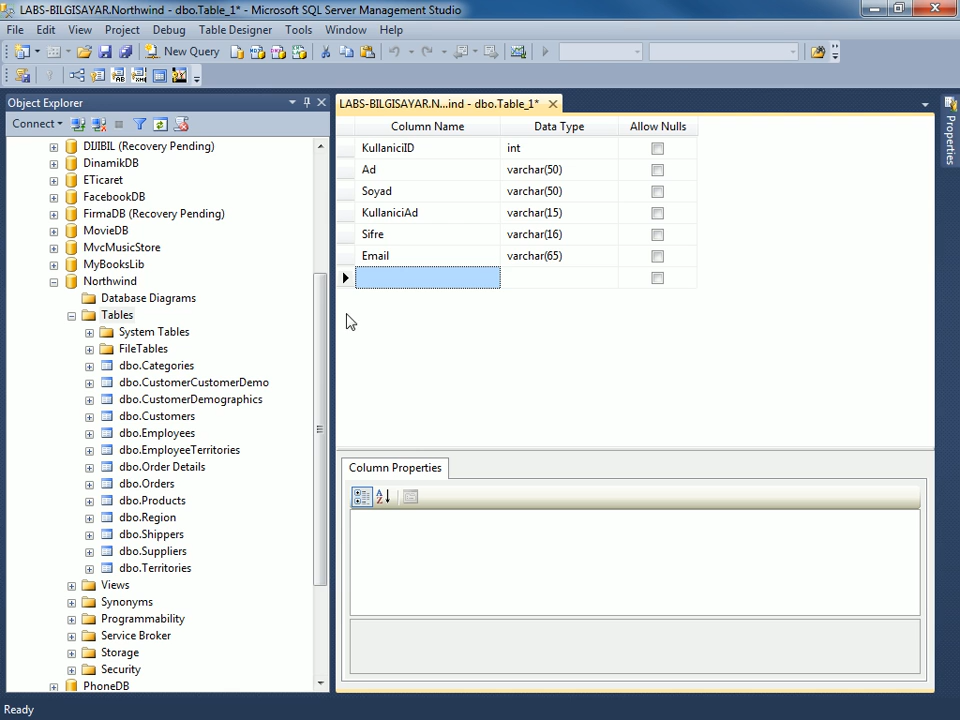 LABS-BILGISAYAR.Northwind - dbo.Table_1* - Microsoft SQL Server Management Studio
File Edit View Project Debug Table Designer Tools Window Help
New Query
Object Explorer
Connect
DIJIBIL (Recovery Pending)
DinamikDB
ETicaret
FacebookDB
FirmaDB (Recovery Pending)
MovieDB
MvcMusicStore
MyBooksLib
Northwind
Database Diagrams
Tables
System Tables
FileTables
dbo.Categories
dbo.CustomerCustomerDemo
dbo.CustomerDemographics
dbo.Customers
dbo.Employees
dbo.EmployeeTerritories
dbo.Order Details
dbo.Orders
dbo.Products
dbo.Region
dbo.Shippers
dbo.Suppliers
dbo.Territories
Views
Synonyms
Programmability
Service Broker
Storage
Security
PhoneDB
LABS-BILGISAYAR.N...ind - dbo.Table_1*
Column Name Data Type Allow Nulls
KullaniciID int
Ad varchar(50)
Soyad varchar(50)
KullaniciAd varchar(15)
Sifre varchar(16)
Email varchar(65)
Column Properties
Properties
Ready